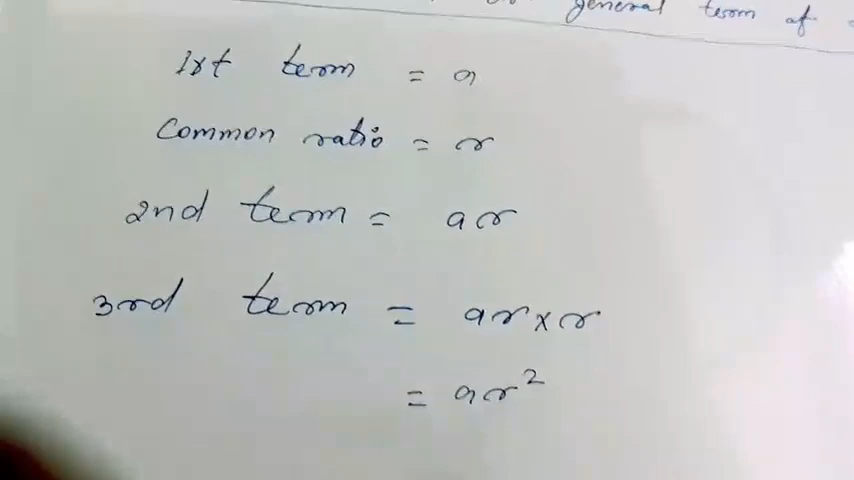 general term of
1st term = a
Common ratio = r
2nd term = ar
3rd term = ar × r
= ar²